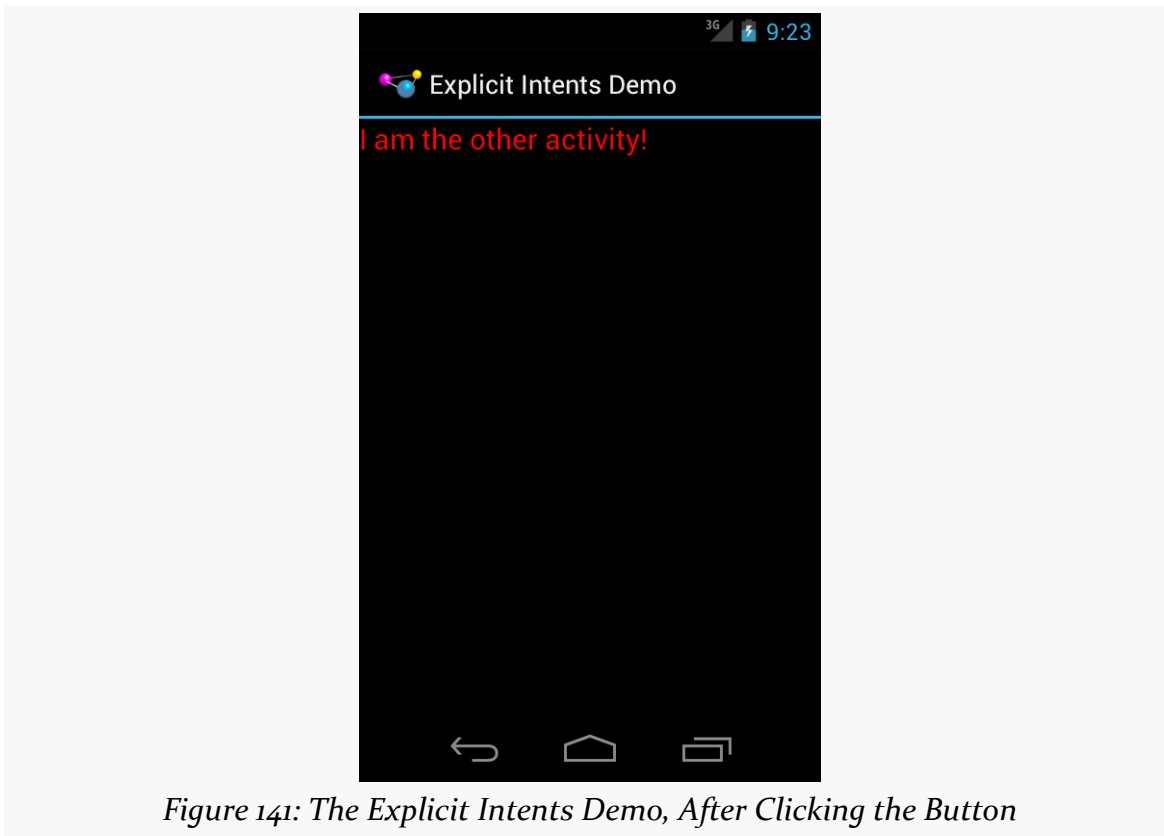 3G 9:23
Explicit Intents Demo
I am the other activity!
Figure 141: The Explicit Intents Demo, After Clicking the Button